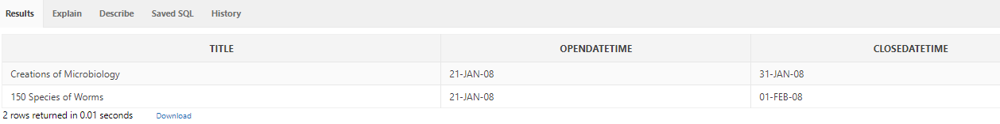 Results Explain Describe Saved SQL History
TITLE OPENDATETIME CLOSEDATETIME
Creations of Microbiology 21-JAN-08 31-JAN-08
150 Species of Worms 21-JAN-08 01-FEB-08
2 rows returned in 0.01 seconds Download